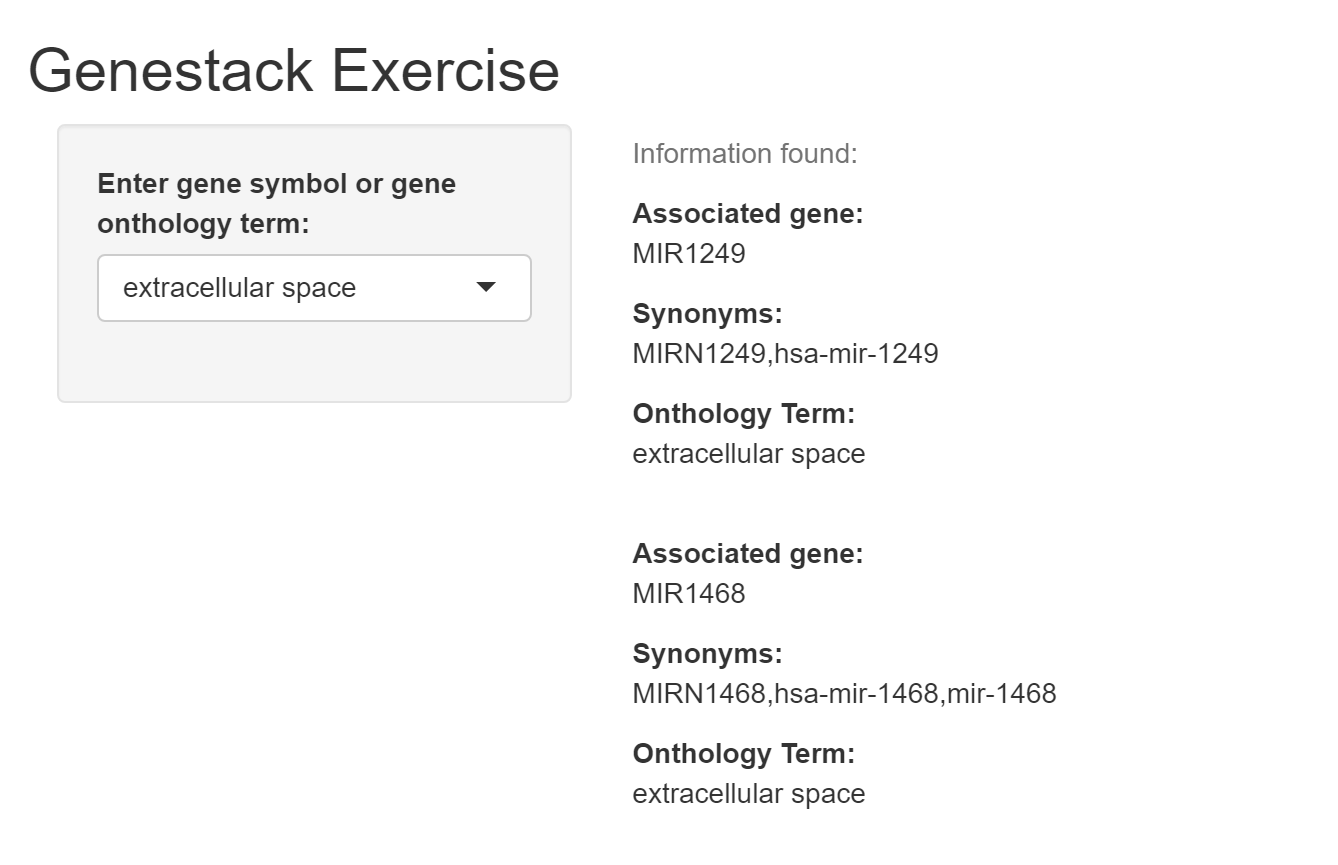 Genestack Exercise
Enter gene symbol or gene
onthology term:
extracellular space
Information found:
Associated gene:
MIR1249
Synonyms:
MIRN1249,hsa-mir-1249
Onthology Term:
extracellular space
Associated gene:
MIR1468
Synonyms:
MIRN1468,hsa-mir-1468,mir-1468
Onthology Term:
extracellular space